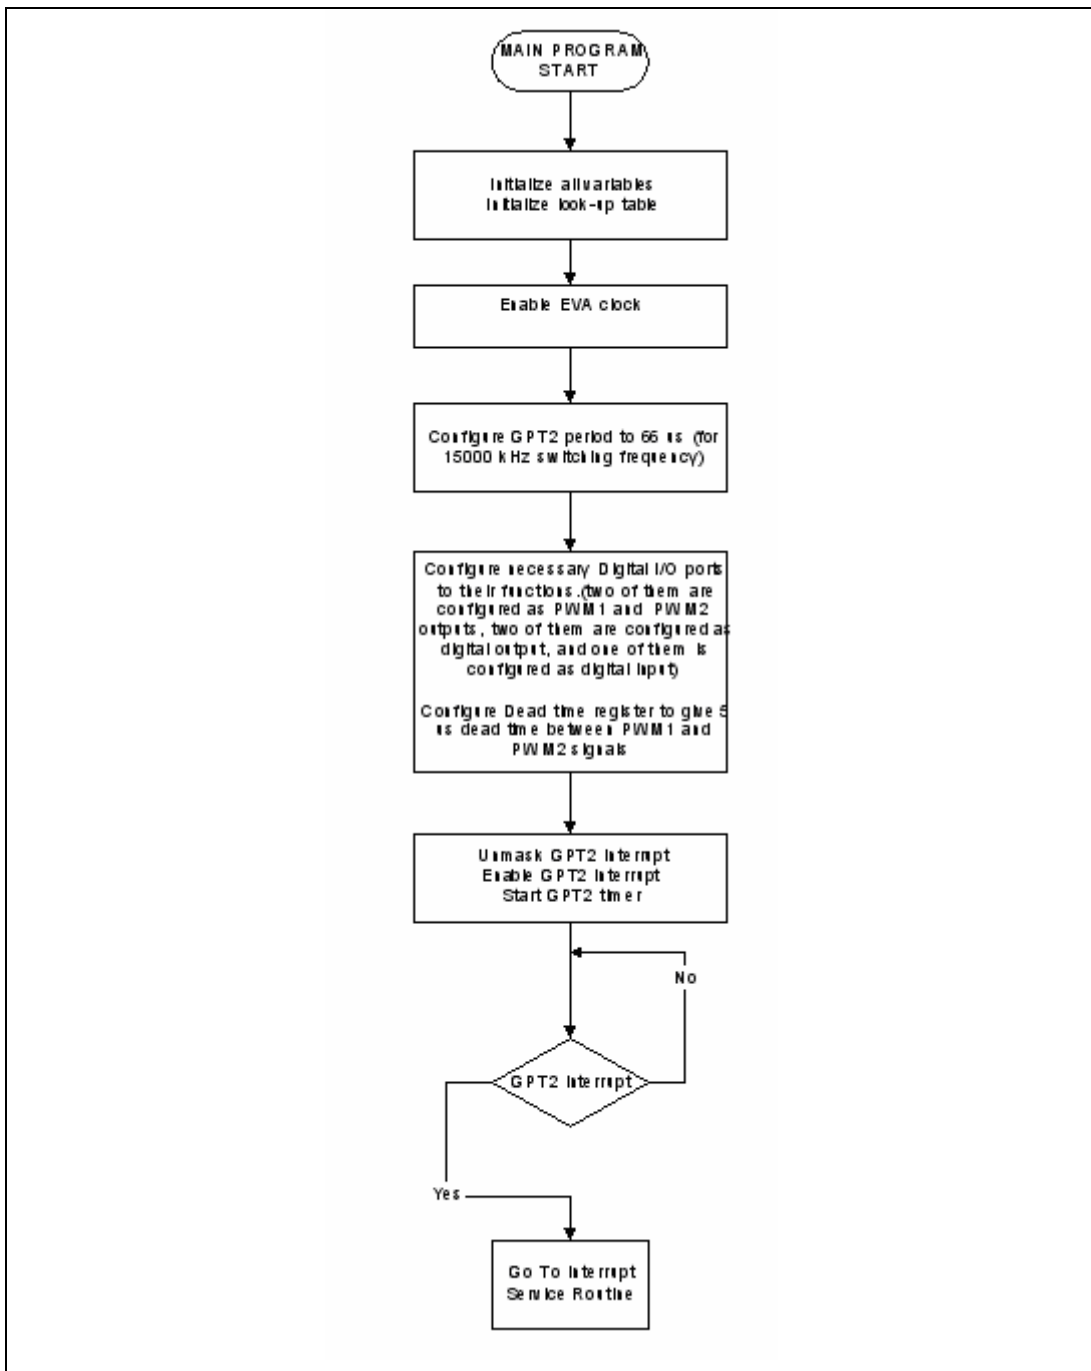 MAIN PROGRAM
START
Initialize all variables
Initialize look-up table
Enable EVA clock
Configure GPT2 period to 66 us (for
15000 kHz switching frequency)
Configure necessary Digital I/O ports
to their functions.(two of them are
configured as PWM1 and PWM2
outputs, two of them are configured as
digital output, and one of them is
configured as digital input)
Configure Dead time register to give 5
us dead time between PWM1 and
PWM2 signals
Unmask GPT2 Interrupt
Enable GPT2 Interrupt
Start GPT2 timer
No
GPT2 Interrupt
Yes
Go To Interrupt
Service Routine